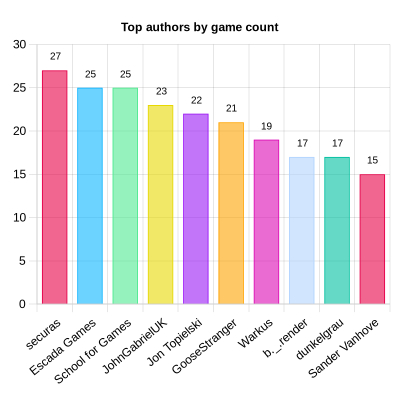 Top authors by game count
30
25
20
15
10
5
0
27
25
25
23
22
21
19
17
17
15
securas
Escada Games
School for Games
JohnGabrielUK
Jon Topielski
GooseStranger
Warkus
b._.render
dunkelgrau
Sander Vanhove